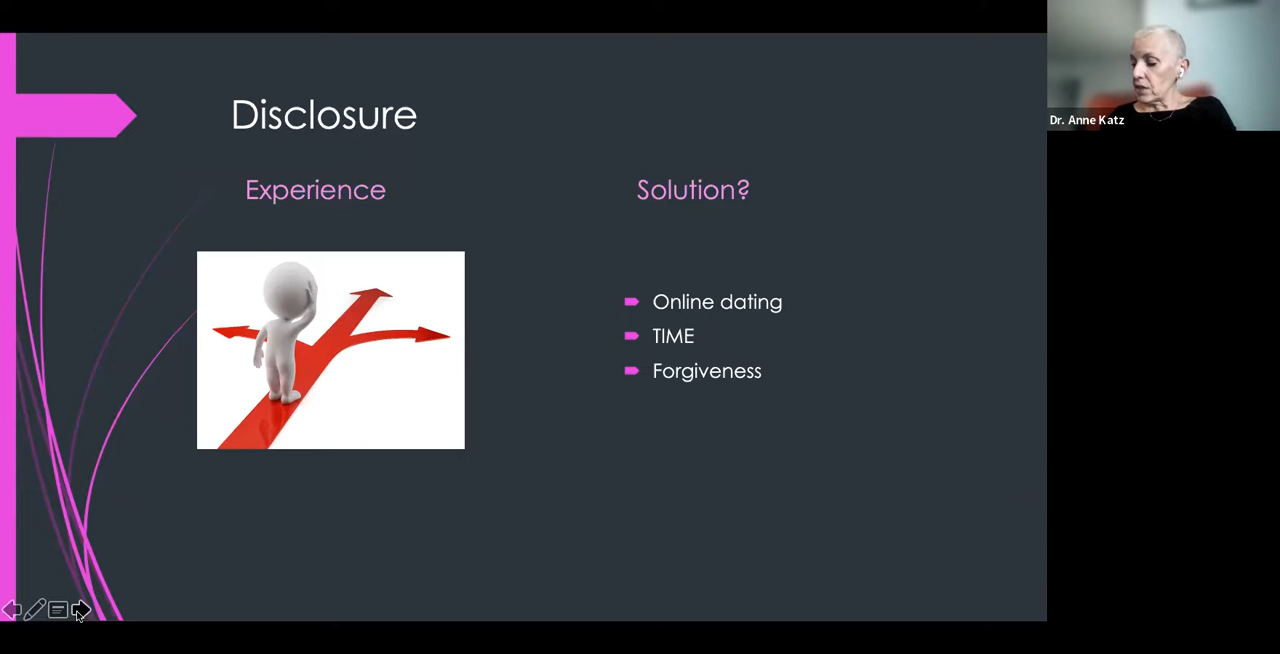 Disclosure
Experience
Solution?
Online dating
TIME
Forgiveness
Dr. Anne Katz